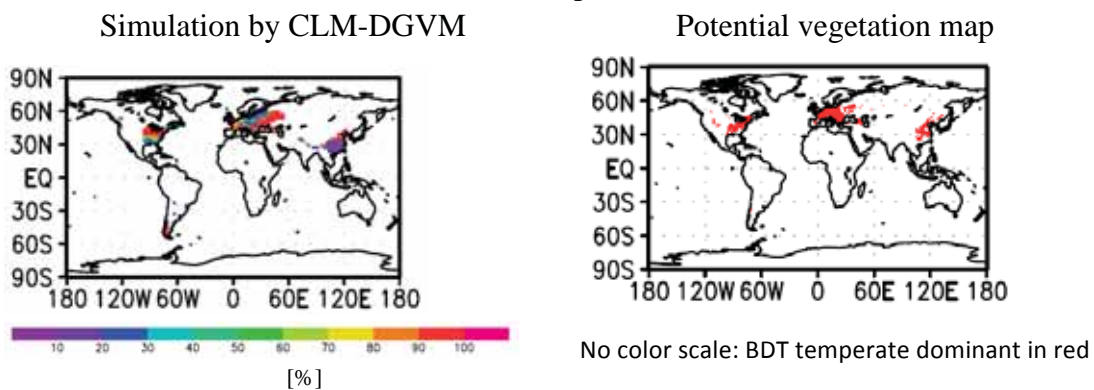 Simulation by CLM-DGVM
Potential vegetation map
90N
60N
30N
EQ
30S
60S
90S
180 120W 60W 0 60E 120E 180
10 20 30 40 50 60 70 80 90 100
[%]
90N
60N
30N
EQ
30S
60S
90S
180 120W 60W 0 60E 120E 180
No color scale: BDT temperate dominant in red